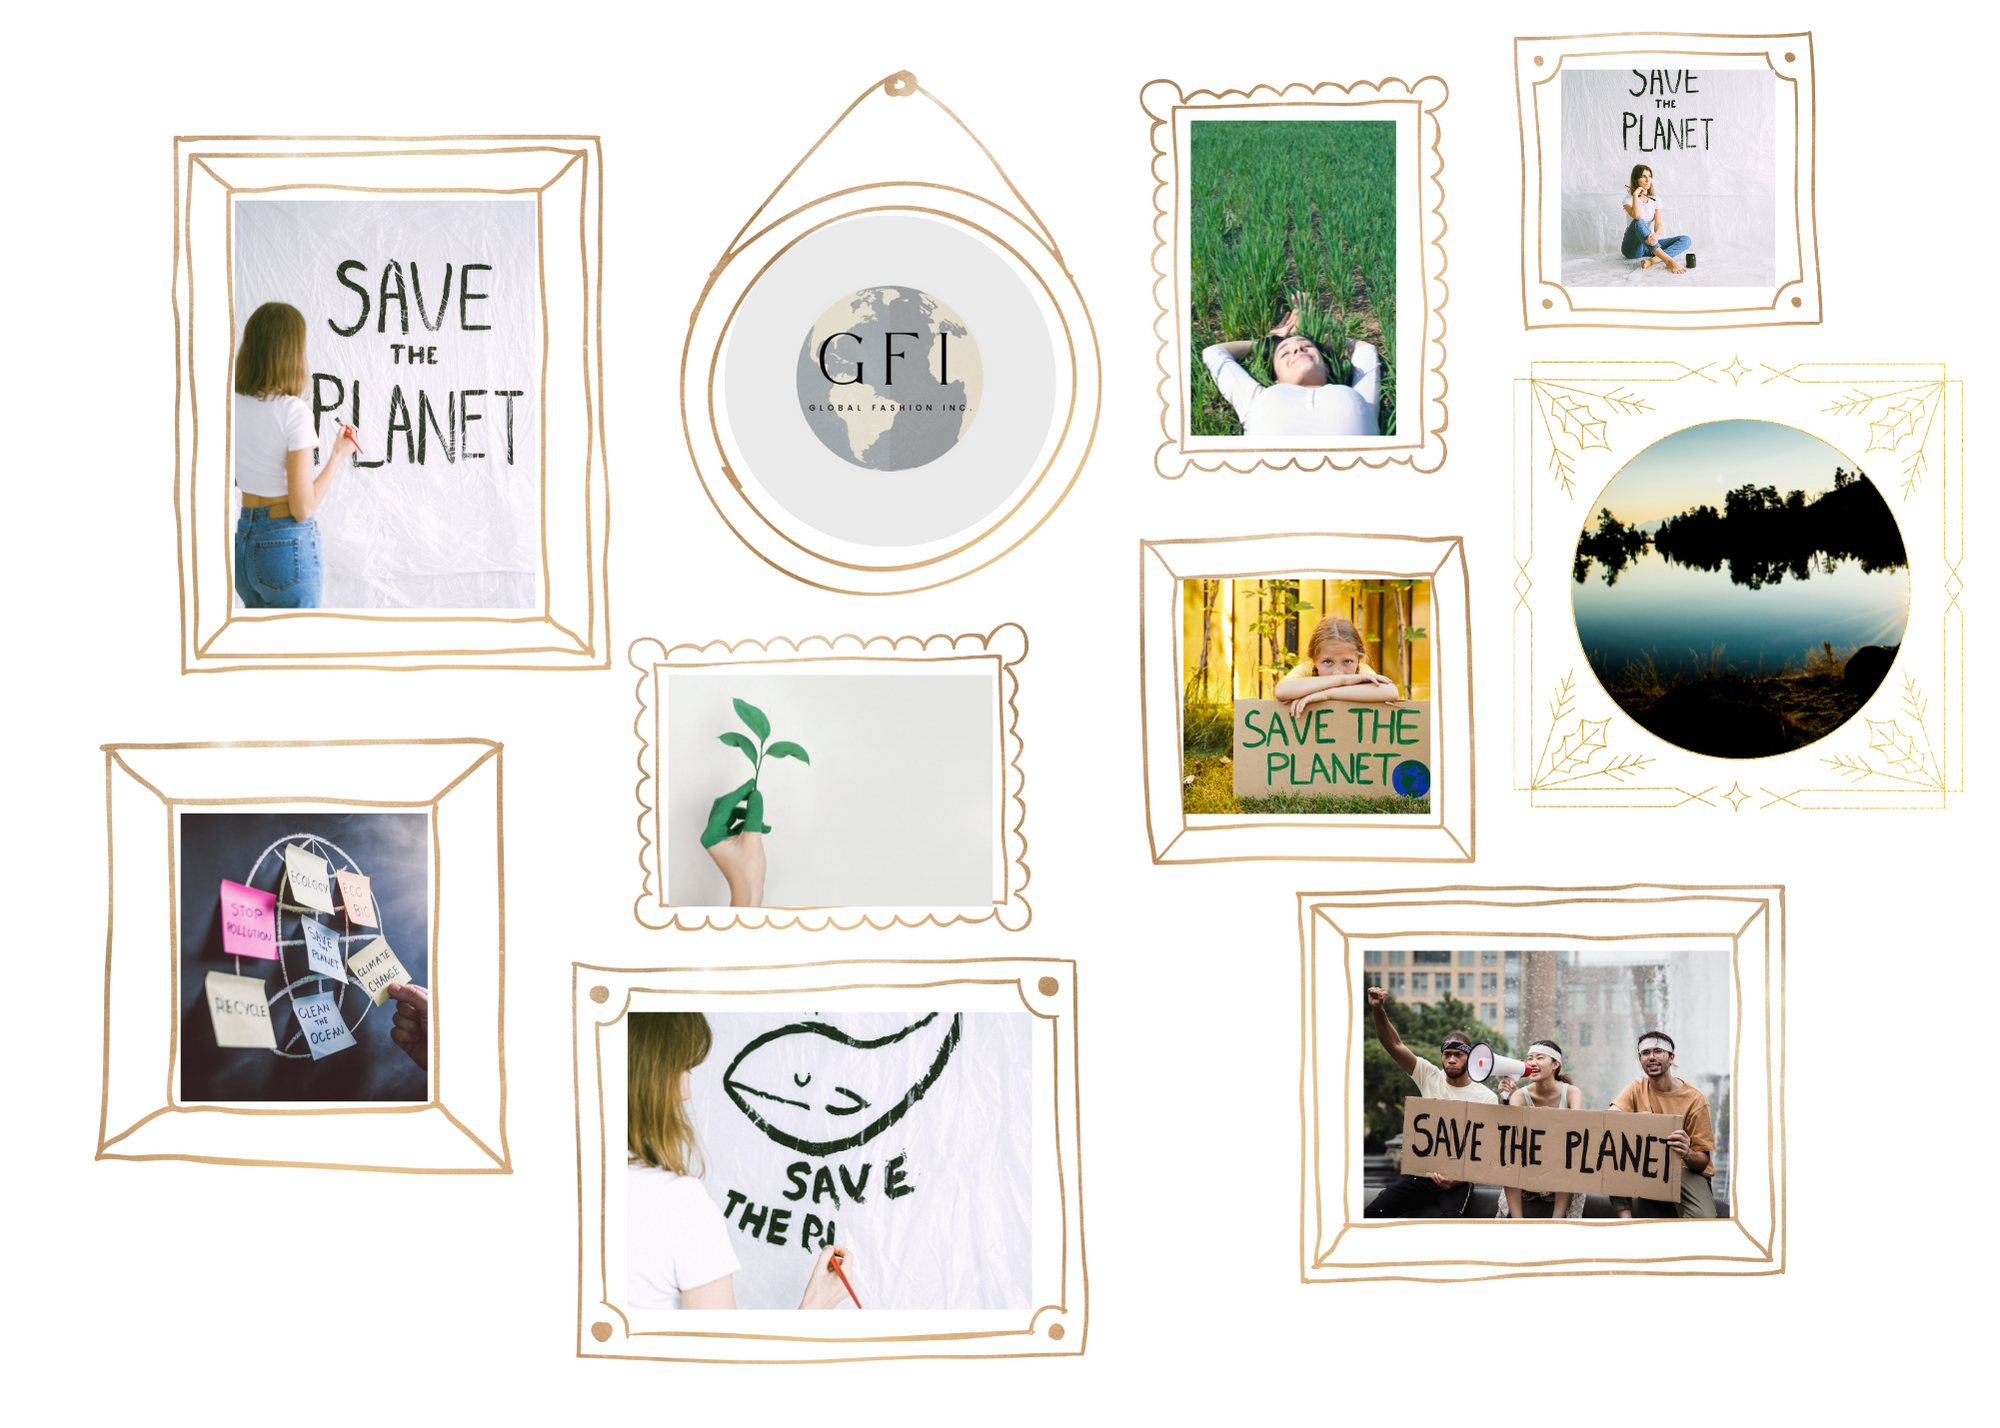 SAVE
THE
PLANET
GFI
GLOBAL FASHION INC.
SAVE
THE
PLANET
SAVE THE
PLANET
ECOLOGY
ECO
BIO
STOP
POLLUTION
SAVE
THE
PLANET
CLIMATE
CHANGE
RECYCLE
CLEAN
THE
OCEAN
SAVE
THE PL
SAVE THE PLANET